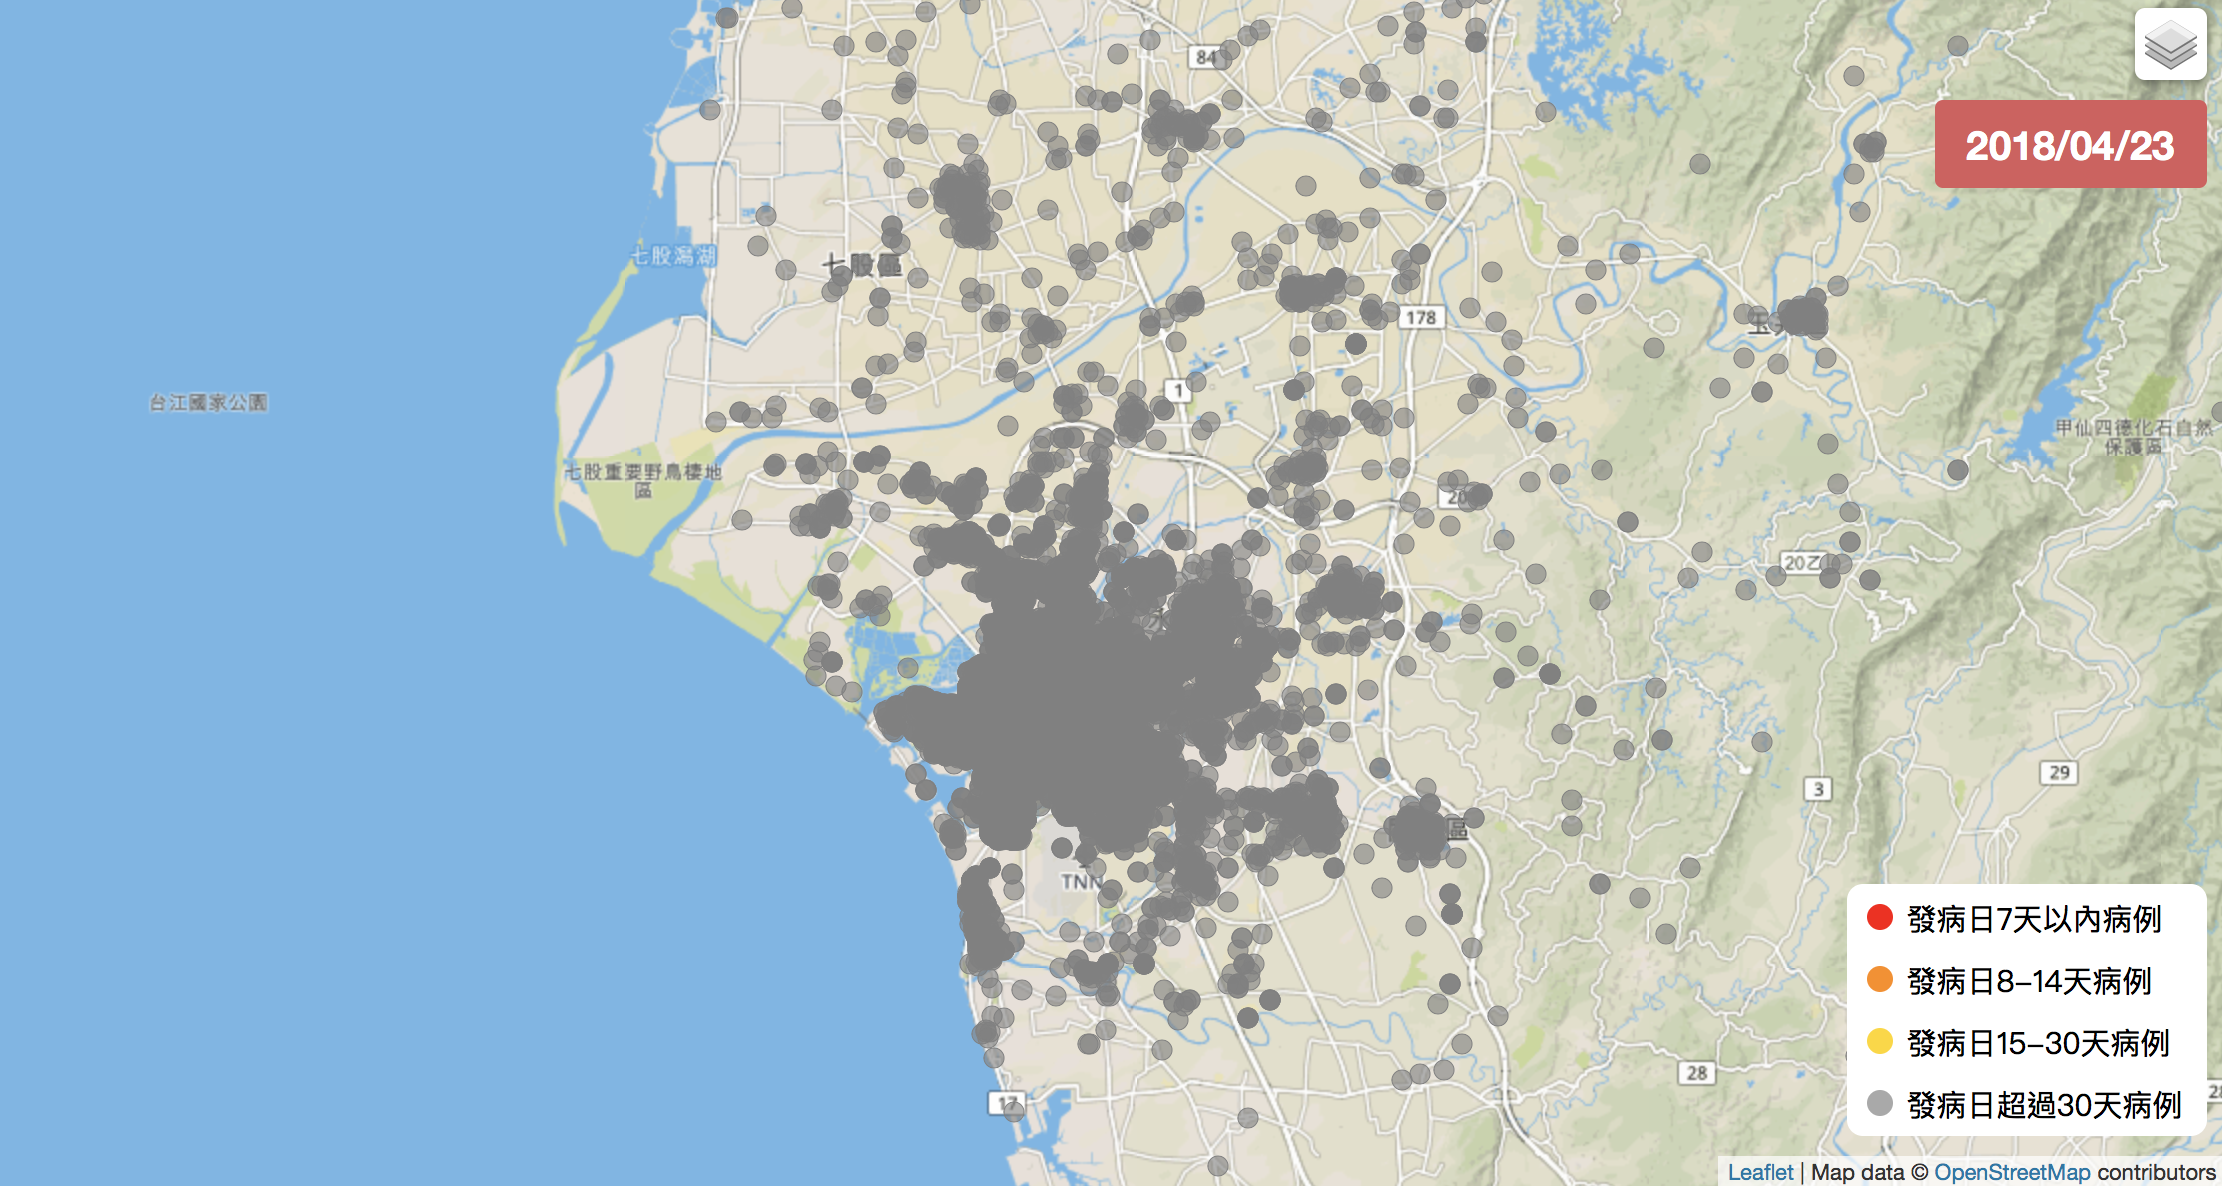 84
2018/04/23
七股潟湖
七股區
178
台江國家公園
1
甲仙四德化石自然
保護區
七股重要野鳥棲地
區
20
20乙
29
3
區
TNN
發病日7天以內病例
發病日8-14天病例
發病日15-30天病例
發病日超過30天病例
28
28
17
Leaflet | Map data © OpenStreetMap contributors